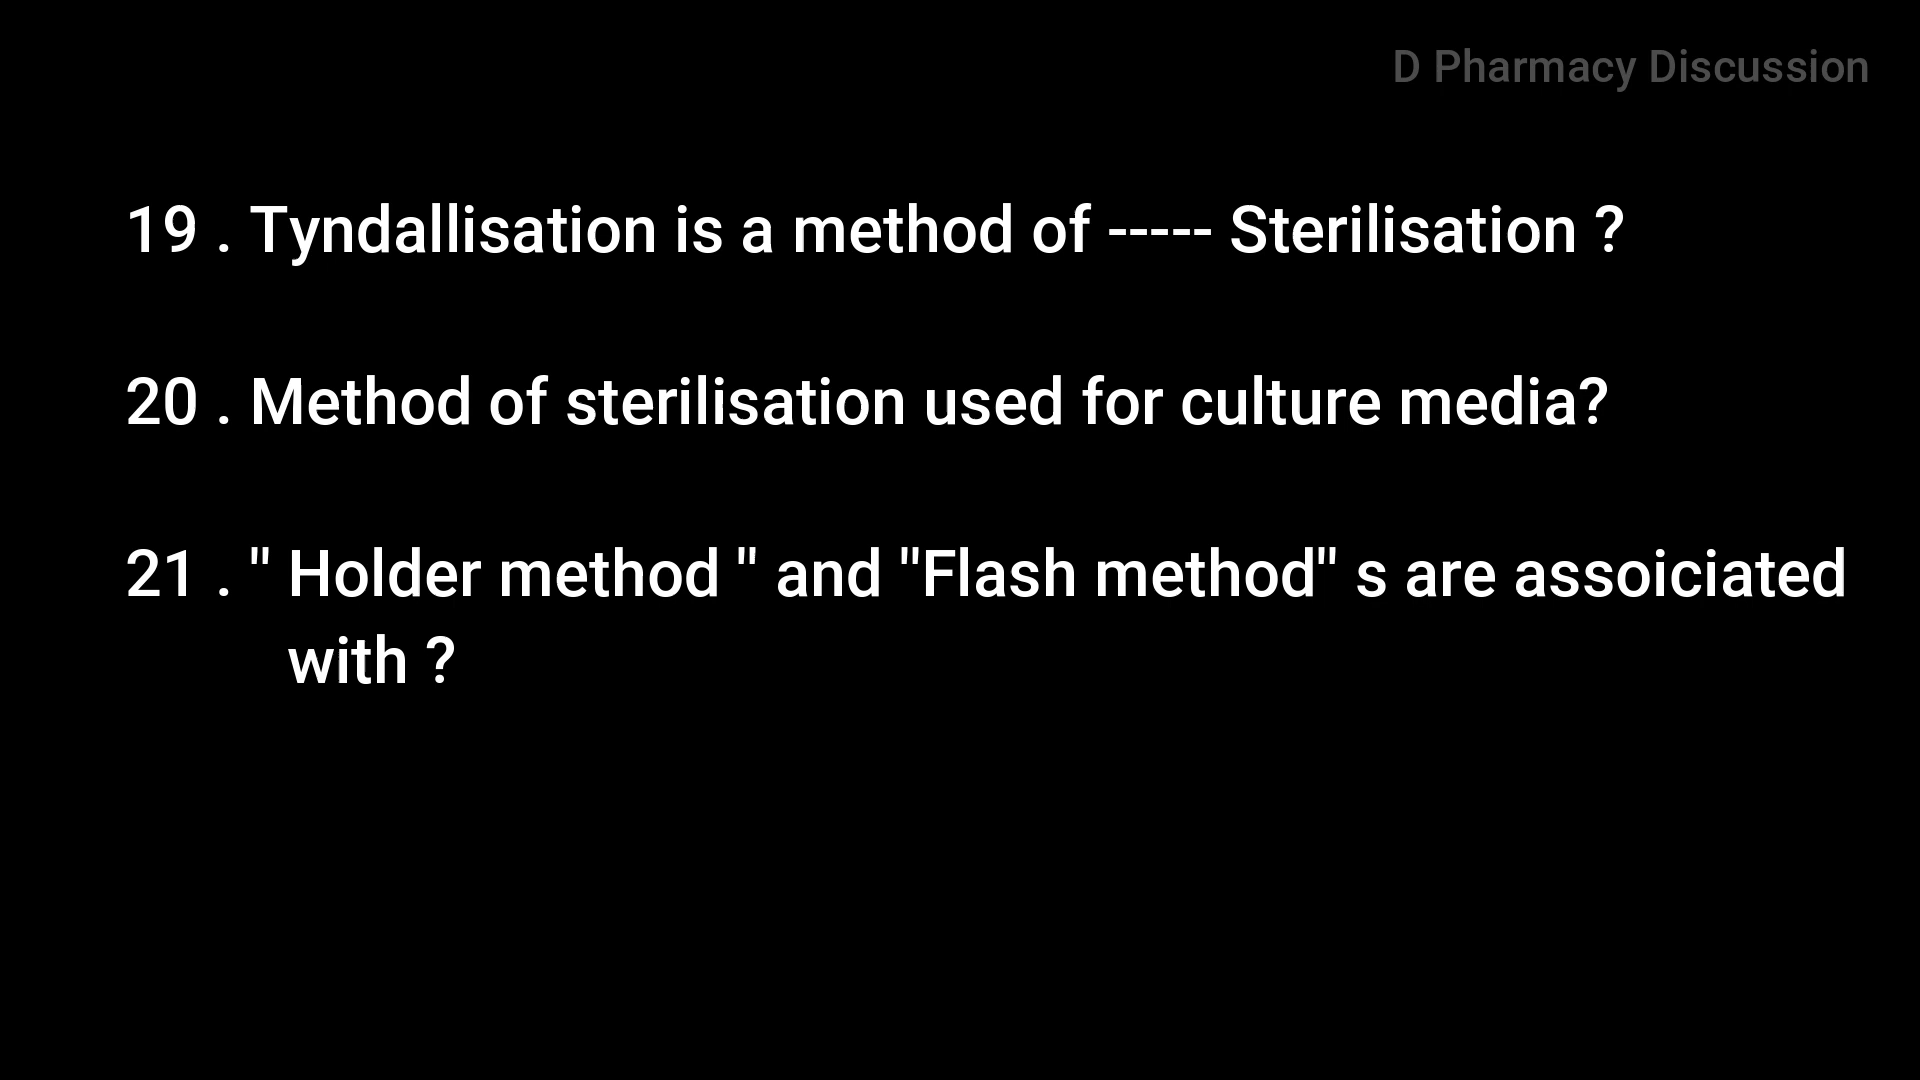 D Pharmacy Discussion
19 . Tyndallisation is a method of ----- Sterilisation ?
20 . Method of sterilisation used for culture media?
21 . " Holder method " and "Flash method" s are assoiciated
with ?